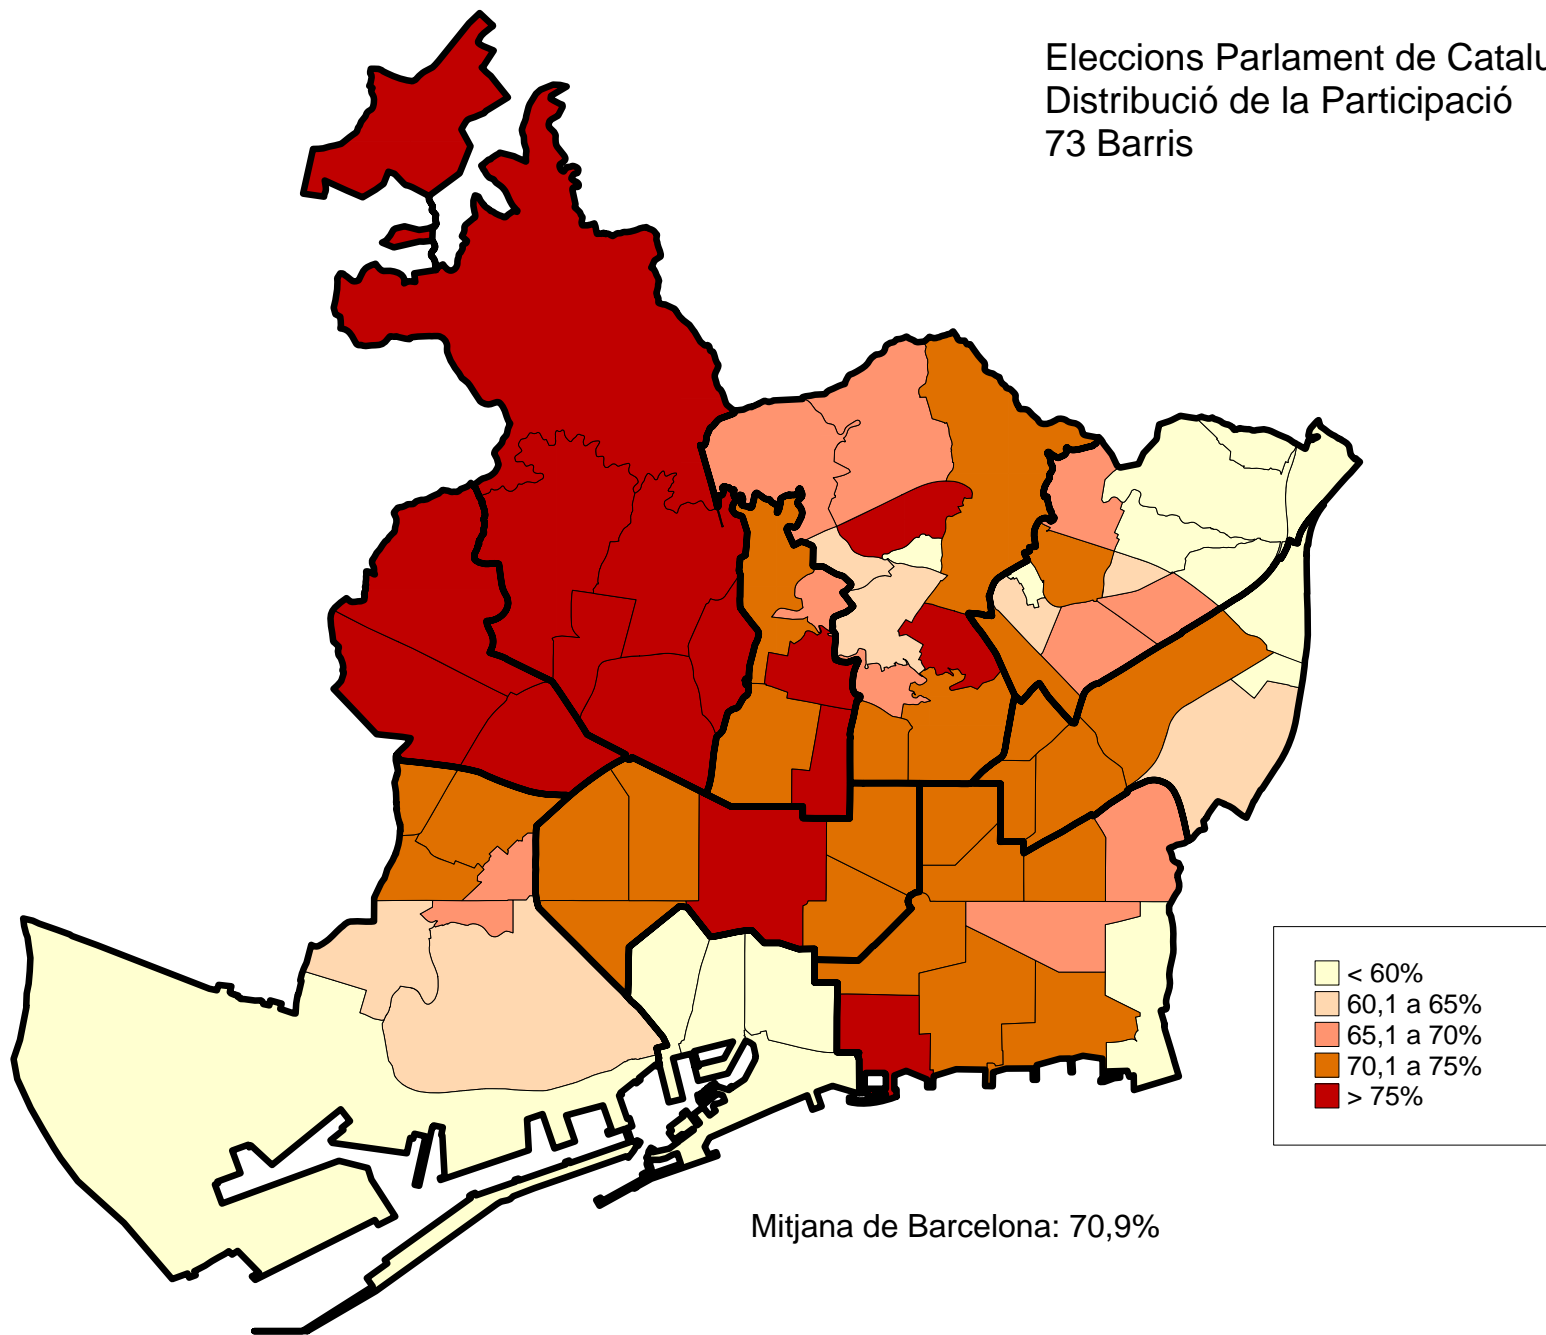 Eleccions Parlament de Catalu
Distribució de la Participació
73 Barris
< 60%
60,1 a 65%
65,1 a 70%
70,1 a 75%
> 75%
Mitjana de Barcelona: 70,9%